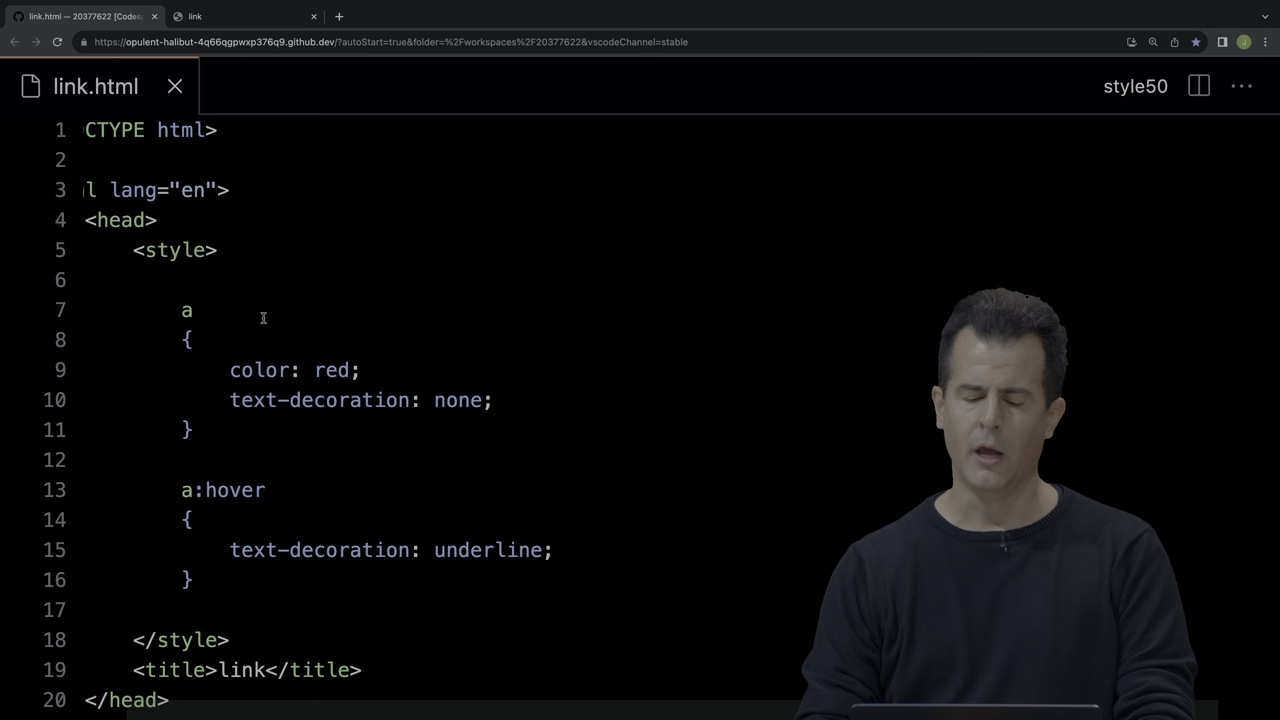 link.html — 20377622 [Codes
link
https://opulent-halibut-4q66qgpwxp376q9.github.dev/?autoStart=true&folder=%2Fworkspaces%2F20377622&vscodeChannel=stable
J
link.html
style50
1 CTYPE html>
2
3 l lang="en">
4 <head>
5 <style>
6
7 a
8 {
9 color: red;
10 text-decoration: none;
11 }
12
13 a:hover
14 {
15 text-decoration: underline;
16 }
17
18 </style>
19 <title>link</title>
20 </head>